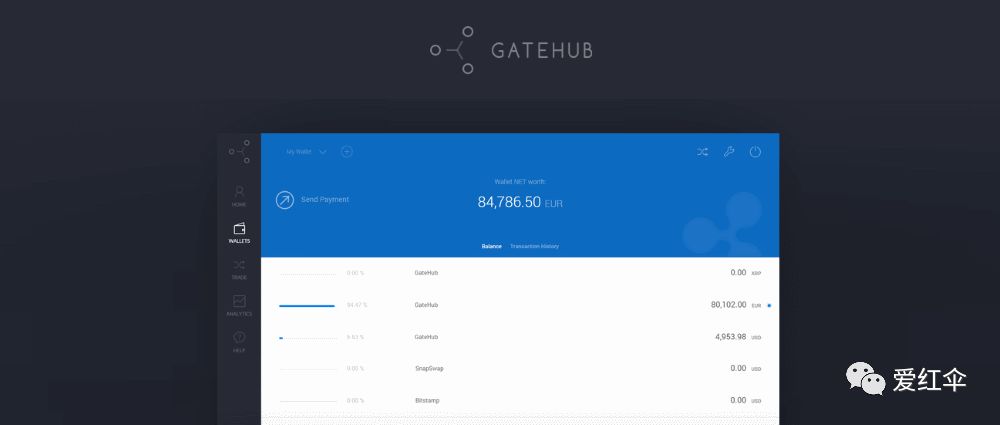 GATEHUB
My Walle
Wallet NET worth:
Send Payment
84,786.50 EUR
HOME
WALLETS
Balance Transaction History
TRADE
0.00 % GateHub 0.00 XRP
94.47 % GateHub 80,102.00 EUR
ANALYTICS
5.53 % GateHub 4,953.98 USD
HELP
0.00 % SnapSwap 0.00 USD
0.00 % Bitstamp 0.00 USD
爱红伞